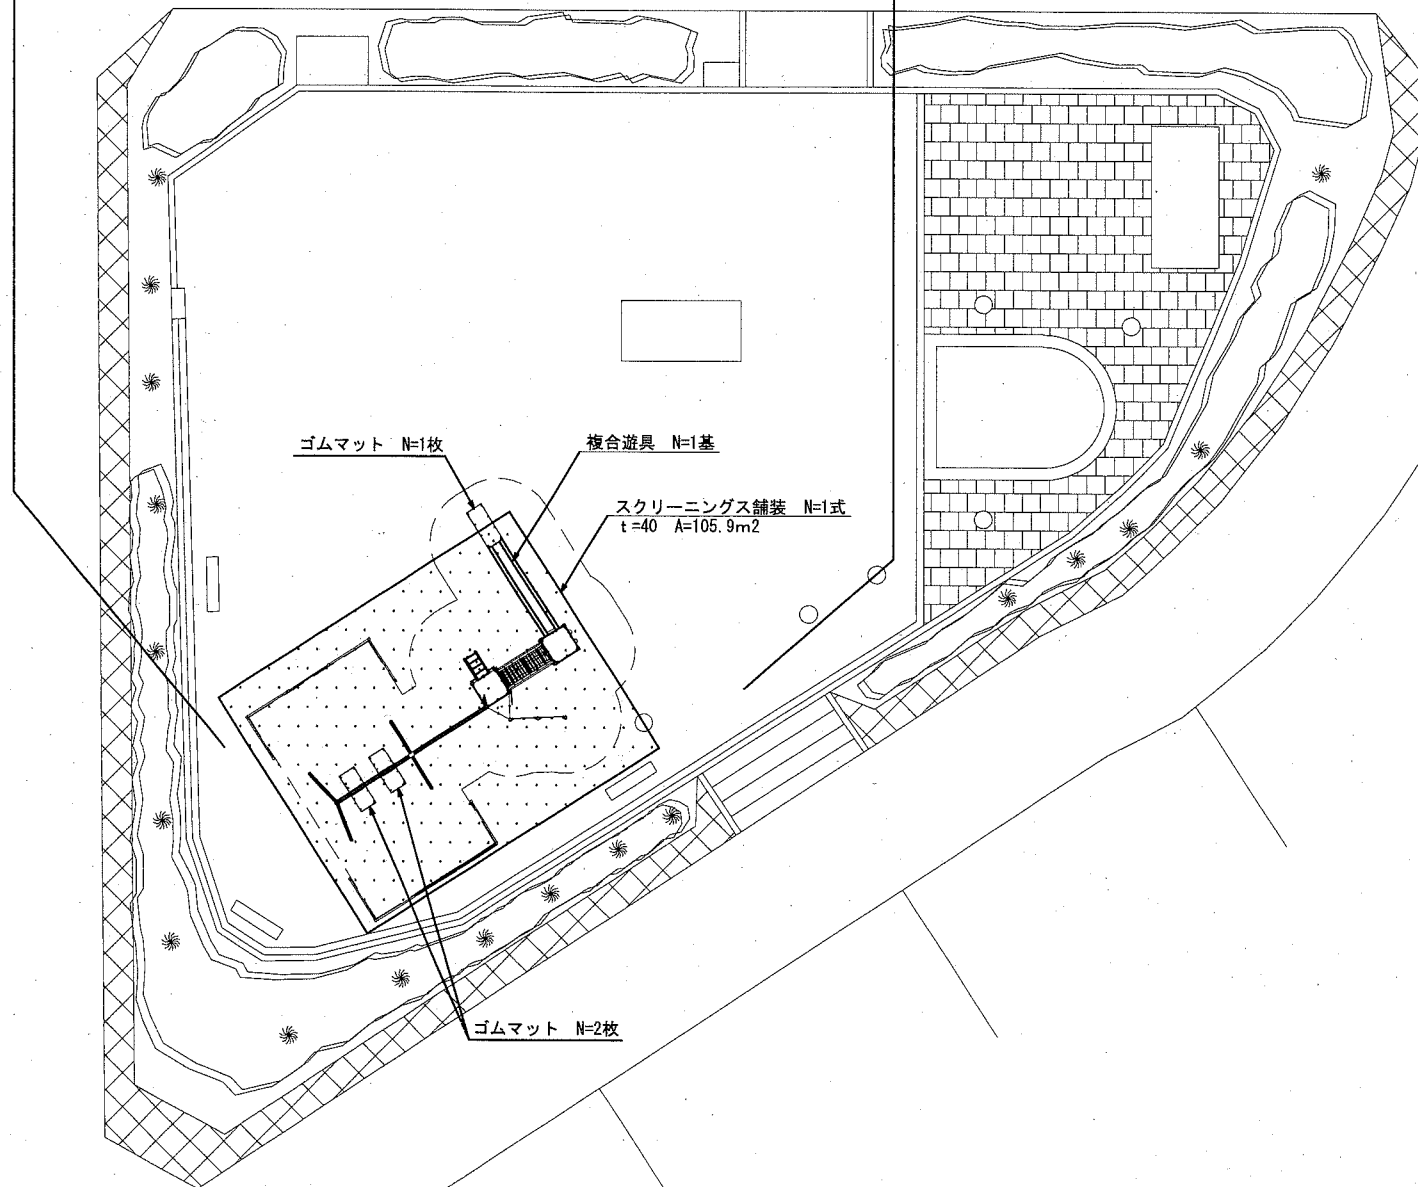 ゴムマット N=1枚
複合遊具 N=1基
スクリーニングス舗装 N=1式
t=40 A=105.9m2
ゴムマット N=2枚